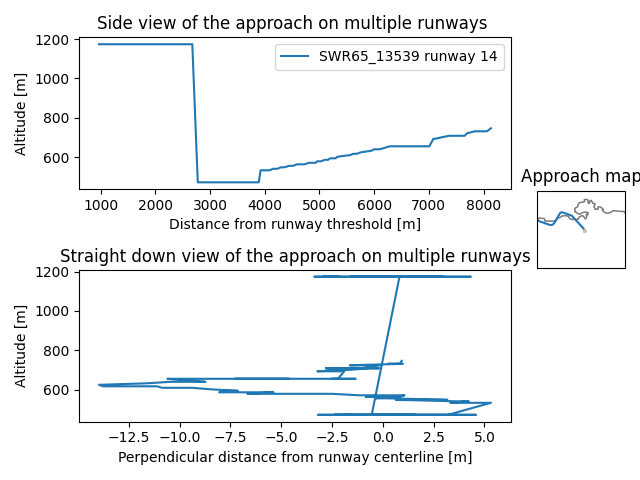 Side view of the approach on multiple runways
1200
1000
800
600
Altitude [m]
SWR65_13539 runway 14
1000 2000 3000 4000 5000 6000 7000 8000
Distance from runway threshold [m]
Approach map
Straight down view of the approach on multiple runways
1200
1000
800
600
Altitude [m]
−12.5 −10.0 −7.5 −5.0 −2.5 0.0 2.5 5.0
Perpendicular distance from runway centerline [m]